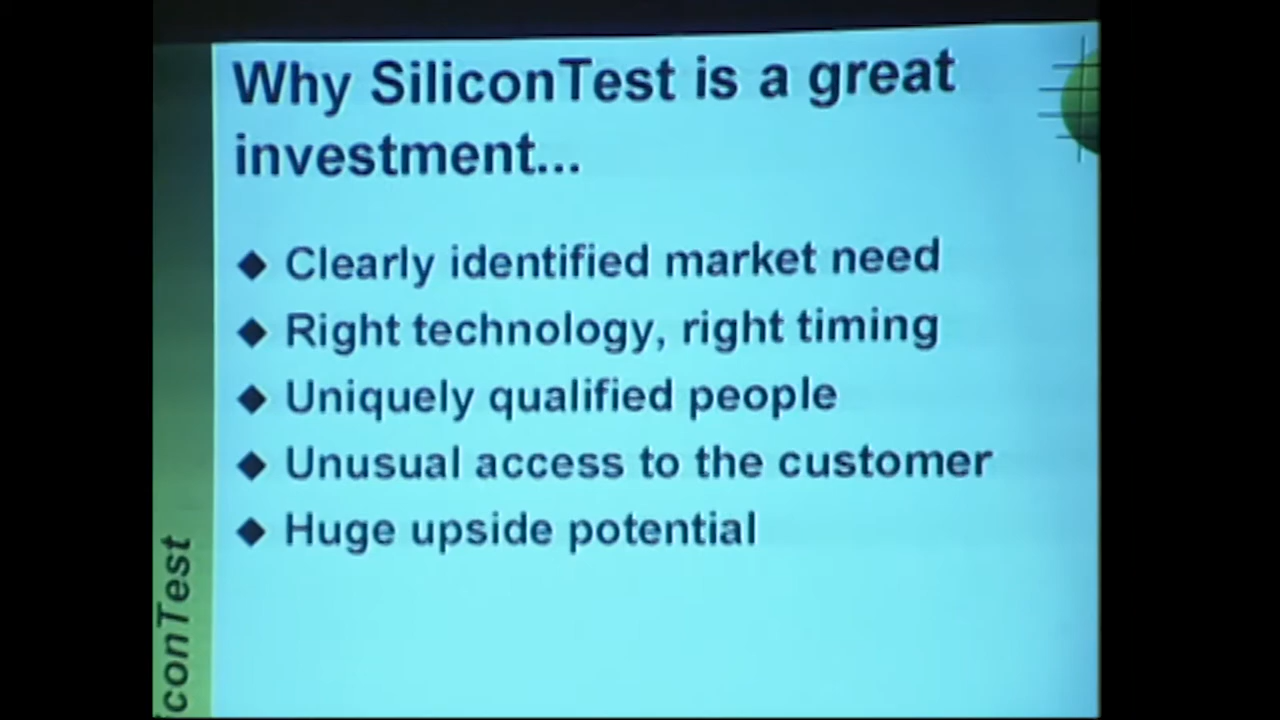 Why SiliconTest is a great
investment...
◆ Clearly identified market need
◆ Right technology, right timing
◆ Uniquely qualified people
◆ Unusual access to the customer
◆ Huge upside potential
iconTest